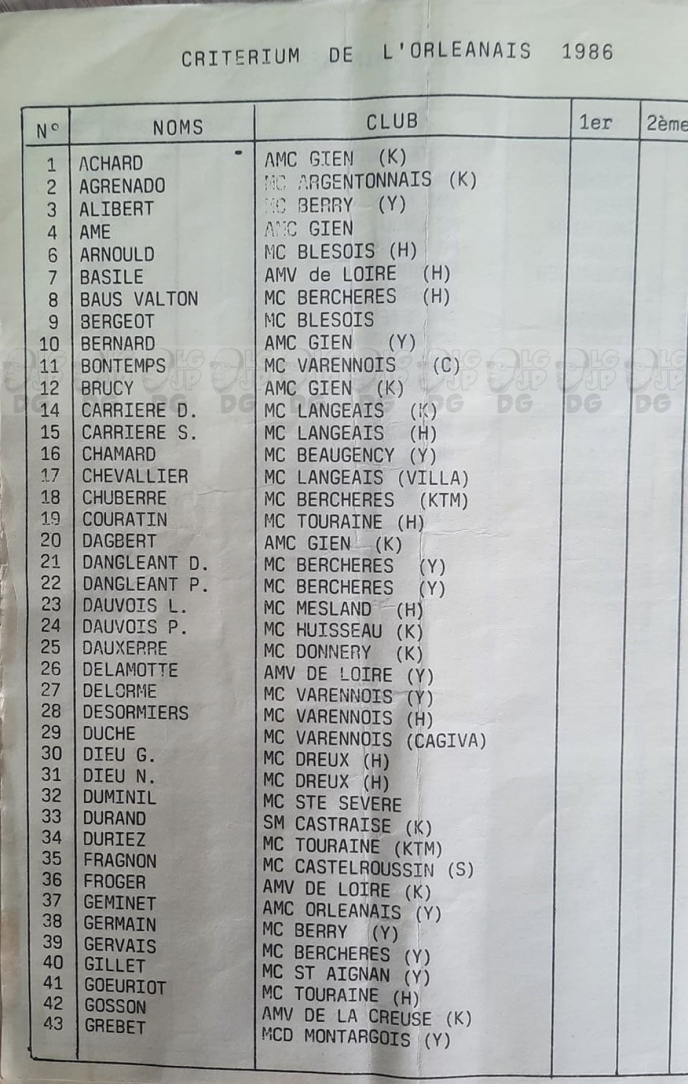 CRITERIUM DE L'ORLEANAIS 1986
N° NOMS CLUB 1er 2ème
1 ACHARD AMC GIEN (K)
2 AGRENADO MC ARGENTONNAIS (K)
3 ALIBERT MC BERRY (Y)
4 AME AMC GIEN
6 ARNOULD MC BLESOIS (H)
7 BASILE AMV de LOIRE (H)
8 BAUS VALTON MC BERCHERES (H)
9 BERGEOT MC BLESOIS
10 BERNARD AMC GIEN (Y)
11 BONTEMPS MC VARENNOIS (C)
12 BRUCY AMC GIEN (K)
14 CARRIERE D. MC LANGEAIS (K)
15 CARRIERE S. MC LANGEAIS (H)
16 CHAMARD MC BEAUGENCY (Y)
17 CHEVALLIER MC LANGEAIS (VILLA)
18 CHUBERRE MC BERCHERES (KTM)
19 COURATIN MC TOURAINE (H)
20 DAGBERT AMC GIEN (K)
21 DANGLEANT D. MC BERCHERES (Y)
22 DANGLEANT P. MC BERCHERES (Y)
23 DAUVOIS L. MC MESLAND (H)
24 DAUVOIS P. MC HUISSEAU (K)
25 DAUXERRE MC DONNERY (K)
26 DELAMOTTE AMV DE LOIRE (Y)
27 DELORME MC VARENNOIS (Y)
28 DESORMIERS MC VARENNOIS (H)
29 DUCHE MC VARENNOIS (CAGIVA)
30 DIEU G. MC DREUX (H)
31 DIEU N. MC DREUX (H)
32 DUMINIL MC STE SEVERE
33 DURAND SM CASTRAISE (K)
34 DURIEZ MC TOURAINE (KTM)
35 FRAGNON MC CASTELROUSSIN (S)
36 FROGER AMV DE LOIRE (K)
37 GEMINET AMC ORLEANAIS (Y)
38 GERMAIN MC BERRY (Y)
39 GERVAIS MC BERCHERES (Y)
40 GILLET MC ST AIGNAN (Y)
41 GOEURIOT MC TOURAINE (H)
42 GOSSON AMV DE LA CREUSE (K)
43 GREBET MCD MONTARGOIS (Y)